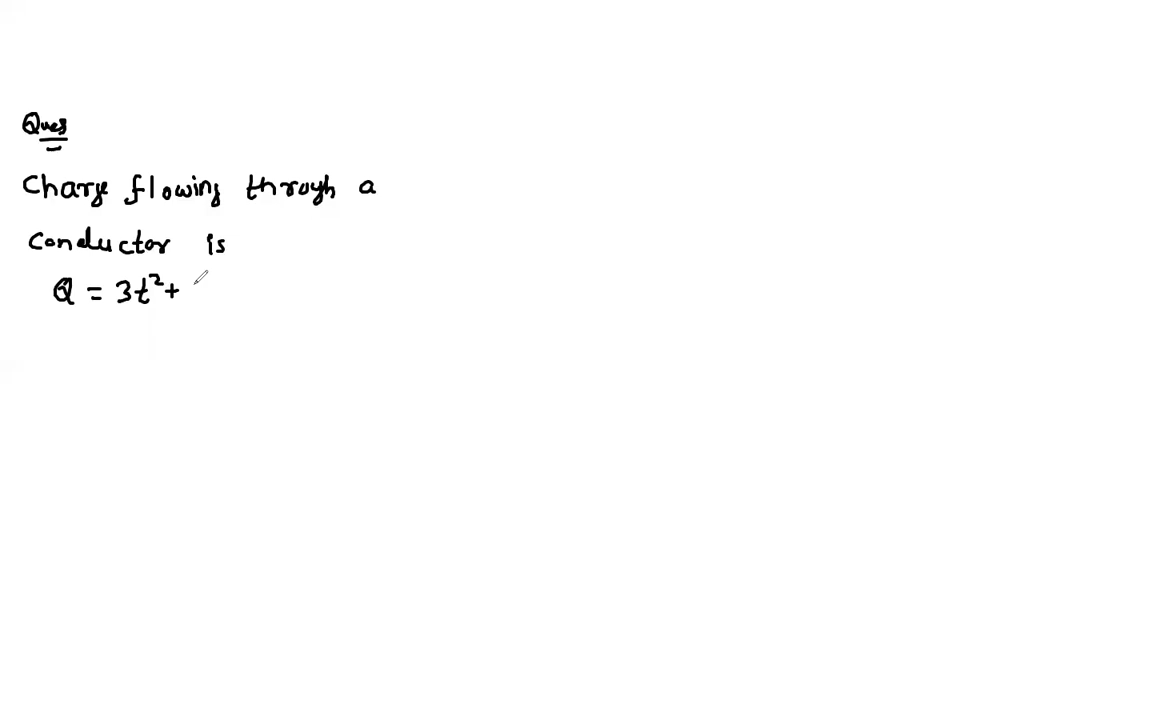 Ques
Charge flowing through a
conductor is
Q = 3t² +